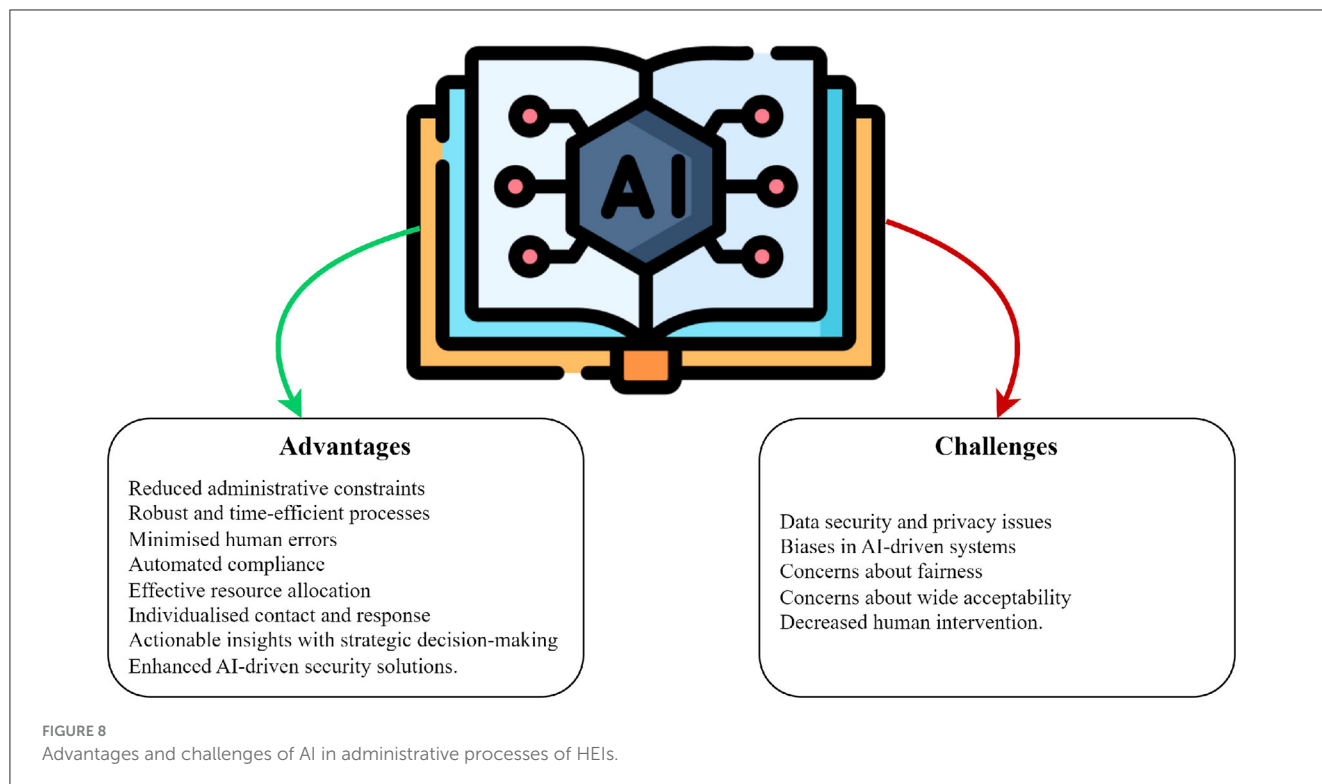 AI
Advantages
Reduced administrative constraints
Robust and time-efficient processes
Minimised human errors
Automated compliance
Effective resource allocation
Individualised contact and response
Actionable insights with strategic decision-making
Enhanced AI-driven security solutions.
Challenges
Data security and privacy issues
Biases in AI-driven systems
Concerns about fairness
Concerns about wide acceptability
Decreased human intervention.
FIGURE 8
Advantages and challenges of AI in administrative processes of HEIs.